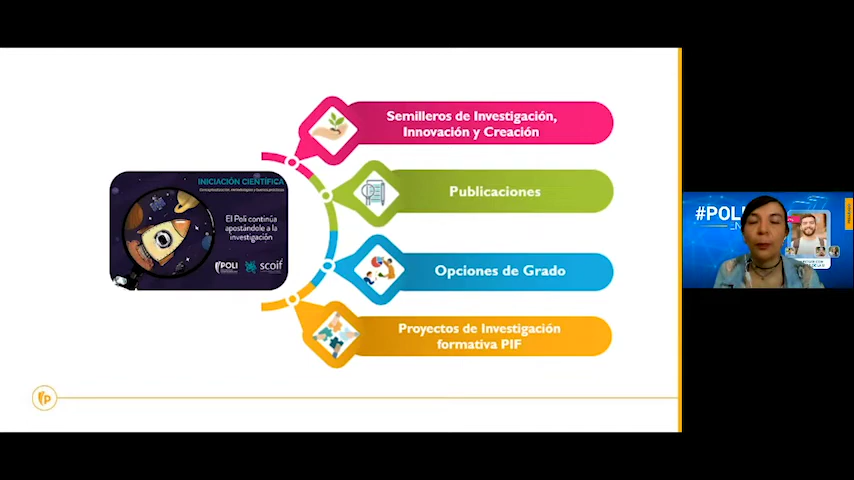 Semilleros de Investigación,
Innovación y Creación
Publicaciones
Opciones de Grado
Proyectos de Investigación
formativa PIF
INICIACIÓN CIENTÍFICA
El Poli continúa
apostándole a la
investigación
POLI
scoif
P
#POLI